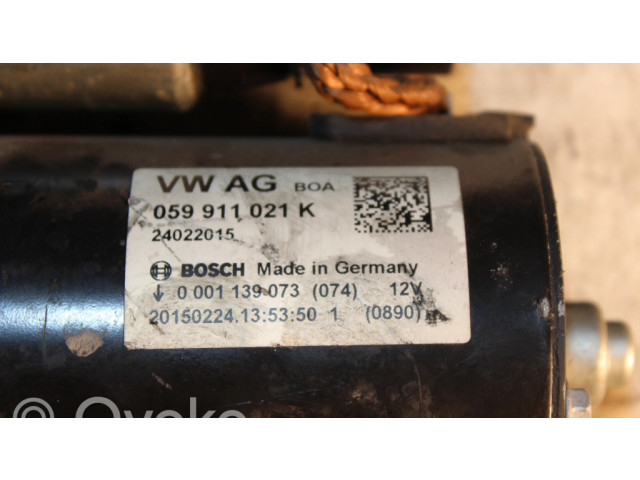 VW AG BOA
059 911 021 K
24022015
BOSCH Made in Germany
↓ 0 001 139 073 (074) 12V
20150224.13:53:50 1 (0890)
© Ovoko